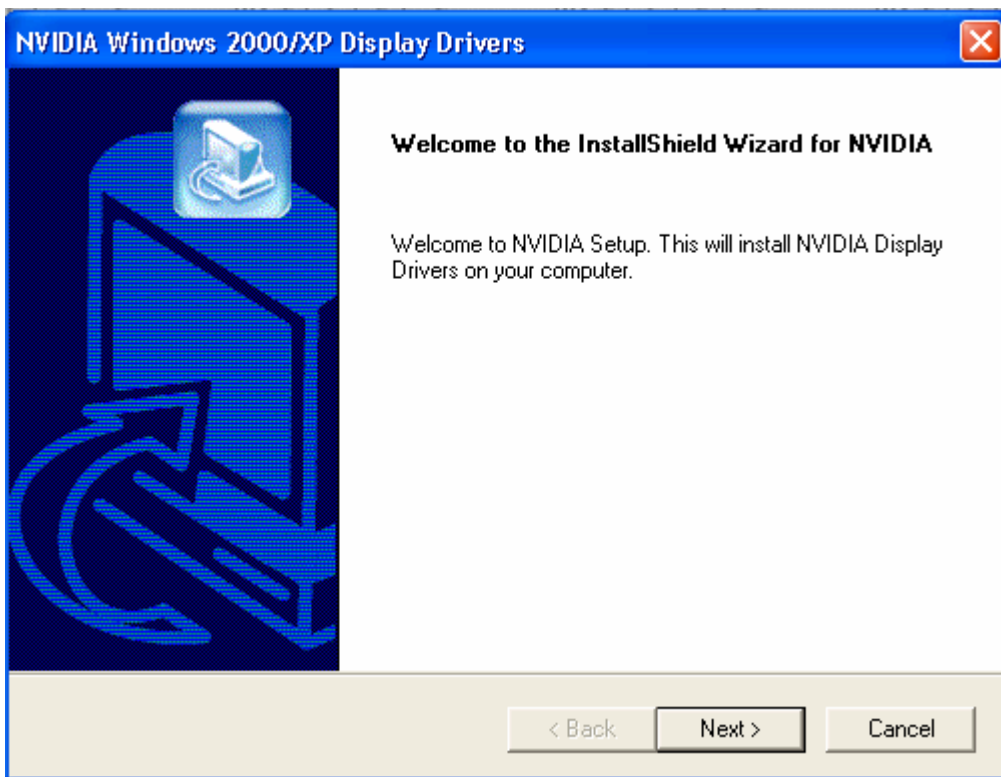 NVIDIA Windows 2000/XP Display Drivers
Welcome to the InstallShield Wizard for NVIDIA
Welcome to NVIDIA Setup. This will install NVIDIA Display
Drivers on your computer.
< Back
Next >
Cancel